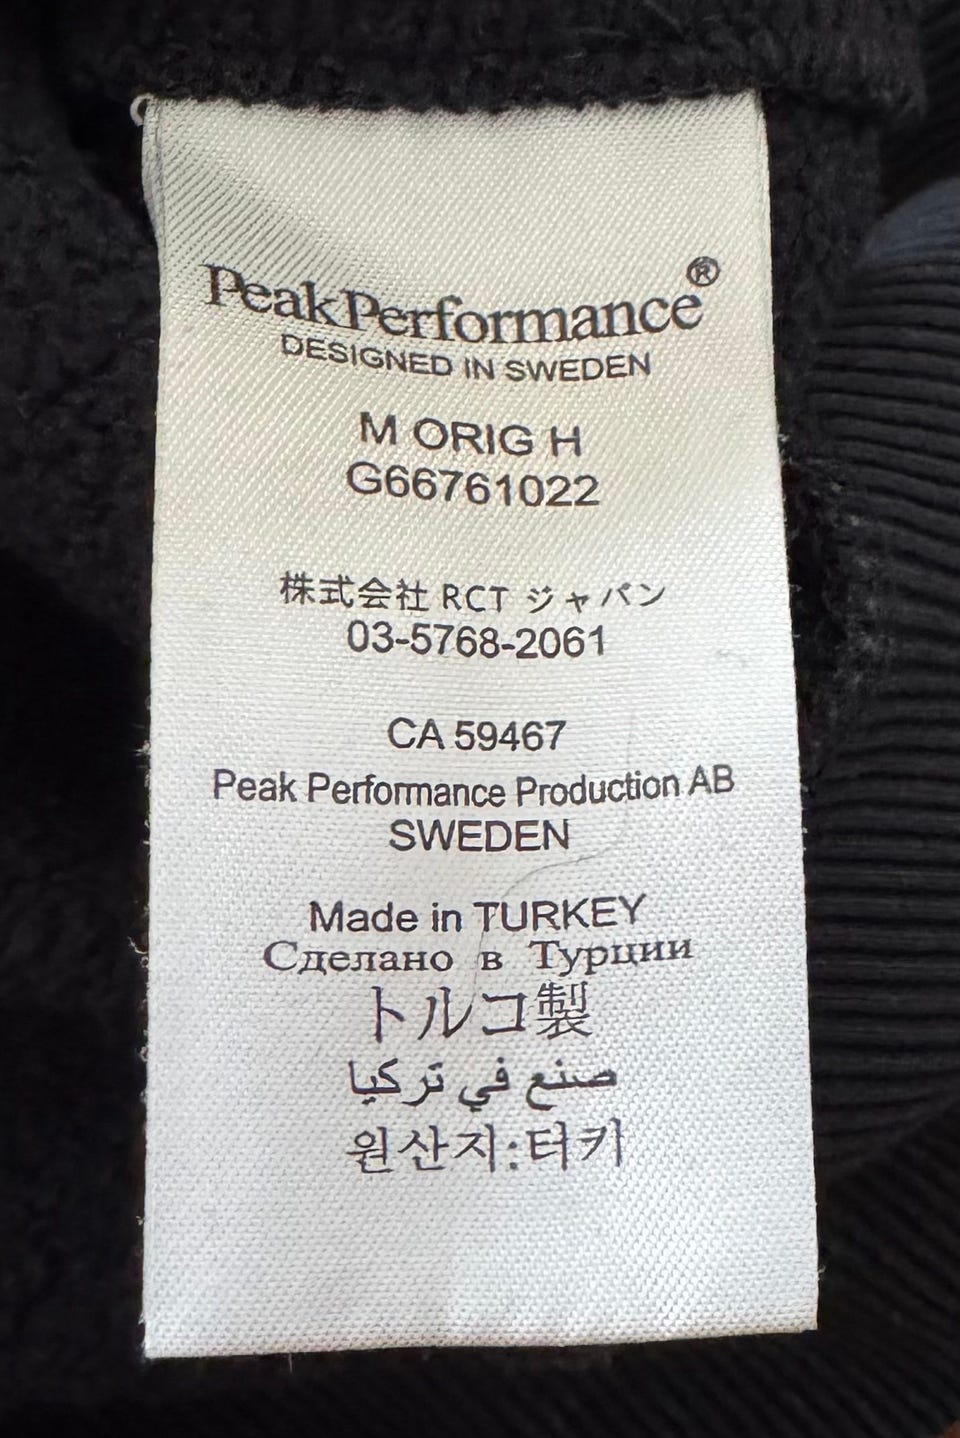 PeakPerformance®
DESIGNED IN SWEDEN
M ORIG H
G66761022
株式会社 RCT ジャパン
03-5768-2061
CA 59467
Peak Performance Production AB
SWEDEN
Made in TURKEY
Сделано в Турции
トルコ製
صنع في تركيا
원산지:터키